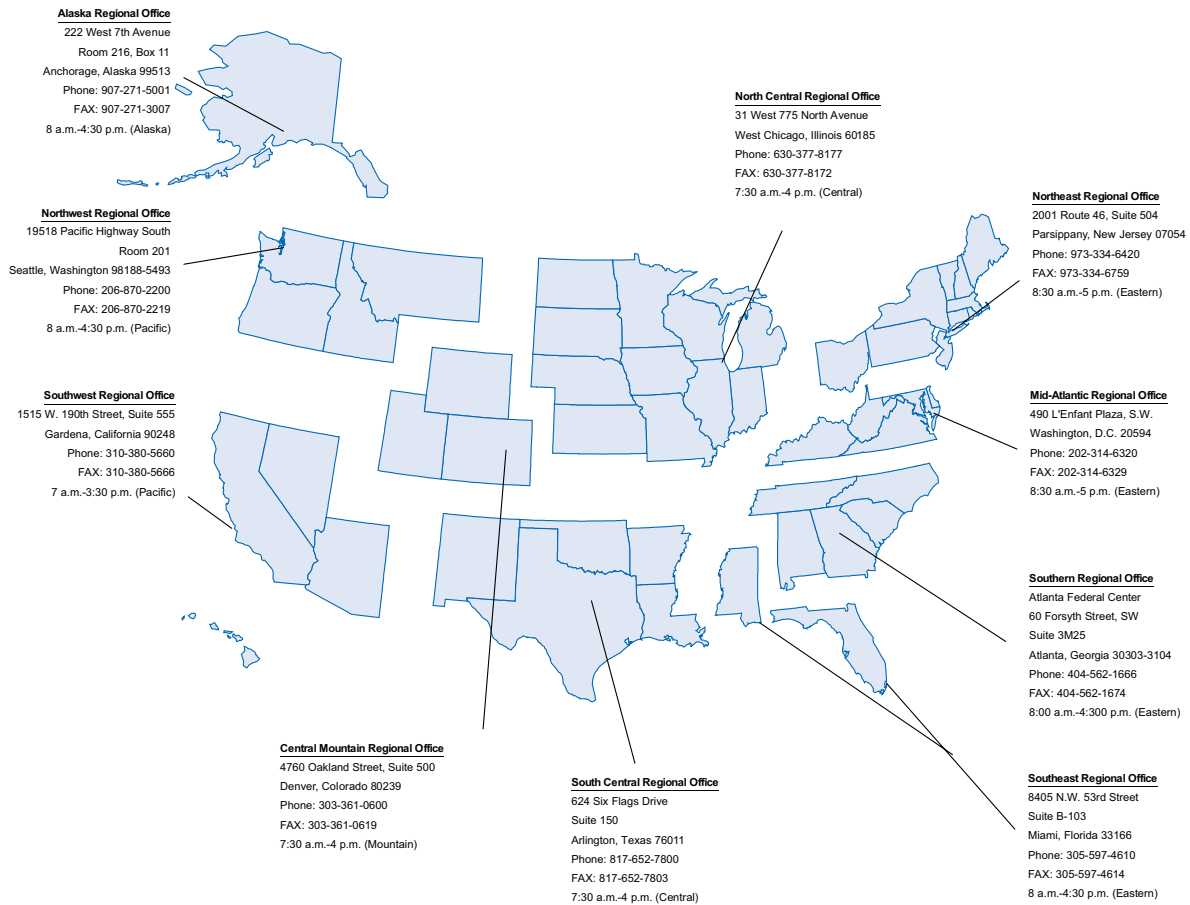 Alaska Regional Office
222 West 7th Avenue
Room 216, Box 11
Anchorage, Alaska 99513
Phone: 907-271-5001
FAX: 907-271-3007
8 a.m.-4:30 p.m. (Alaska)
North Central Regional Office
31 West 775 North Avenue
West Chicago, Illinois 60185
Phone: 630-377-8177
FAX: 630-377-8172
7:30 a.m.-4 p.m. (Central)
Northeast Regional Office
2001 Route 46, Suite 504
Parsippany, New Jersey 07054
Phone: 973-334-6420
FAX: 973-334-6759
8:30 a.m.-5 p.m. (Eastern)
Northwest Regional Office
19518 Pacific Highway South
Room 201
Seattle, Washington 98188-5493
Phone: 206-870-2200
FAX: 206-870-2219
8 a.m.-4:30 p.m. (Pacific)
Southwest Regional Office
1515 W. 190th Street, Suite 555
Gardena, California 90248
Phone: 310-380-5660
FAX: 310-380-5666
7 a.m.-3:30 p.m. (Pacific)
Mid-Atlantic Regional Office
490 L'Enfant Plaza, S.W.
Washington, D.C. 20594
Phone: 202-314-6320
FAX: 202-314-6329
8:30 a.m.-5 p.m. (Eastern)
Southern Regional Office
Atlanta Federal Center
60 Forsyth Street, SW
Suite 3M25
Atlanta, Georgia 30303-3104
Phone: 404-562-1666
FAX: 404-562-1674
8:00 a.m.-4:300 p.m. (Eastern)
Central Mountain Regional Office
4760 Oakland Street, Suite 500
Denver, Colorado 80239
Phone: 303-361-0600
FAX: 303-361-0619
7:30 a.m.-4 p.m. (Mountain)
South Central Regional Office
624 Six Flags Drive
Suite 150
Arlington, Texas 76011
Phone: 817-652-7800
FAX: 817-652-7803
7:30 a.m.-4 p.m. (Central)
Southeast Regional Office
8405 N.W. 53rd Street
Suite B-103
Miami, Florida 33166
Phone: 305-597-4610
FAX: 305-597-4614
8 a.m.-4:30 p.m. (Eastern)